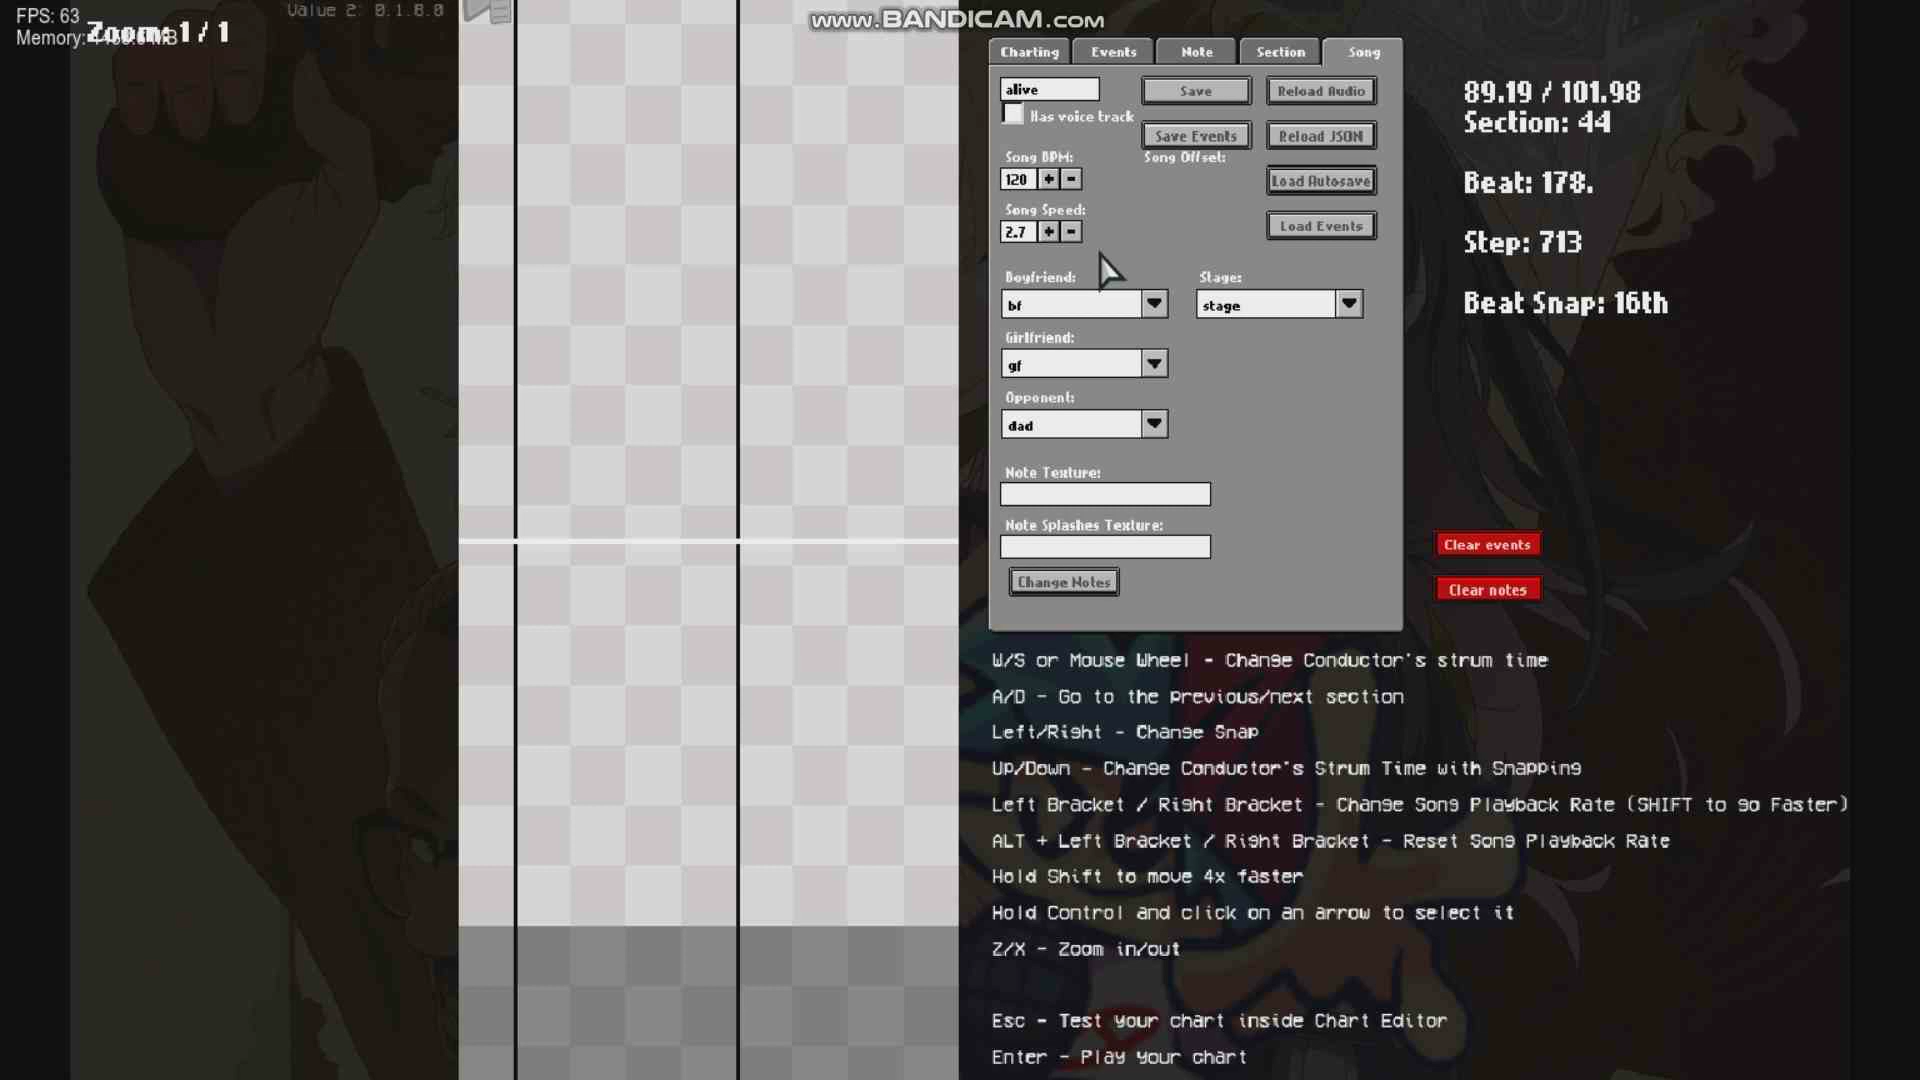 FPS: 63
Memory:
Zoom: 1 / 1
Value 2: 0.1.8.0
www.BANDICAM.com
Charting
Events
Note
Section
Song
alive
Save
Reload Audio
Has voice track
Save Events
Reload JSON
Song BPM:
Song Offset:
120 + -
Load Autosave
Song Speed:
2.7 + -
Load Events
Boyfriend:
Stage:
bf
stage
Girlfriend:
gf
Opponent:
dad
Note Texture:
Note Splashes Texture:
Change Notes
89.19 / 101.98
Section: 44
Beat: 178.
Step: 713
Beat Snap: 16th
Clear events
Clear notes
W/S or Mouse Wheel - Change Conductor's strum time
A/D - Go to the previous/next section
Left/Right - Change Snap
Up/Down - Change Conductor's Strum Time with Snapping
Left Bracket / Right Bracket - Change Song Playback Rate (SHIFT to go Faster)
ALT + Left Bracket / Right Bracket - Reset Song Playback Rate
Hold Shift to move 4x faster
Hold Control and click on an arrow to select it
Z/X - Zoom in/out
Esc - Test your chart inside Chart Editor
Enter - Play your chart